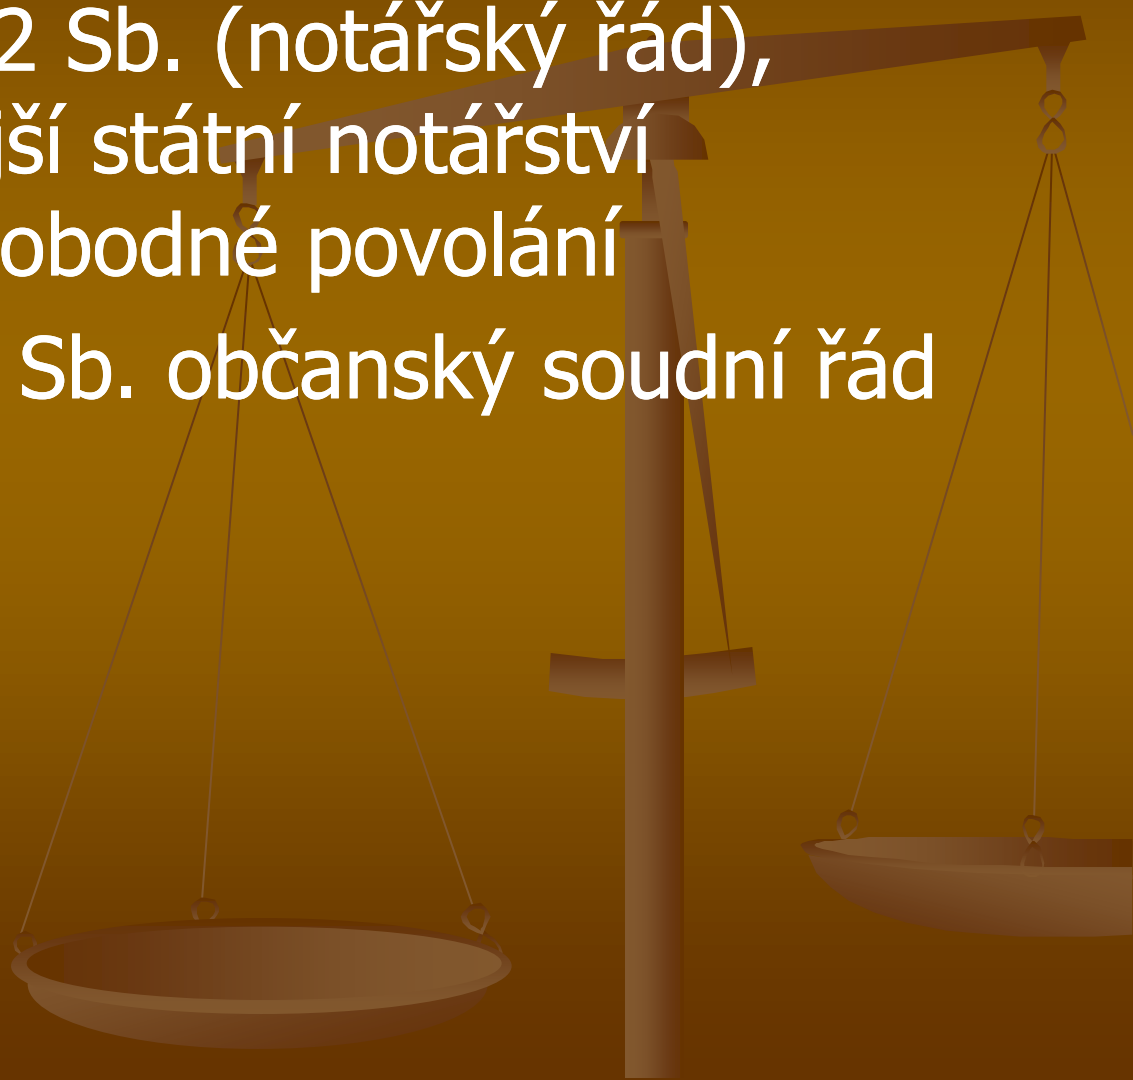 2 Sb. (notářský řád),
jší státní notářství
obodné povolání
Sb. občanský soudní řád